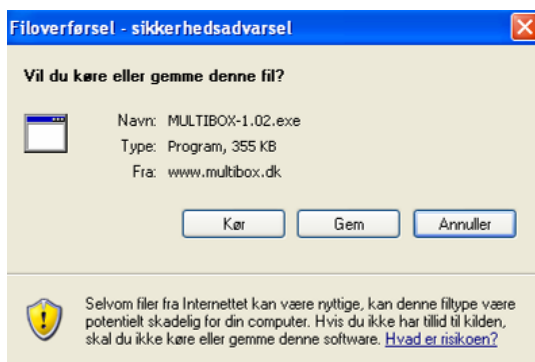 Filoverførsel - sikkerhedsadvarsel
Vil du køre eller gemme denne fil?
Navn: MULTIBOX-1.02.exe
Type: Program, 355 KB
Fra: www.multibox.dk
Kør Gem Annuller
Selvom filer fra Internettet kan være nyttige, kan denne filtype være
potentielt skadelig for din computer. Hvis du ikke har tillid til kilden,
skal du ikke køre eller gemme denne software. Hvad er risikoen?